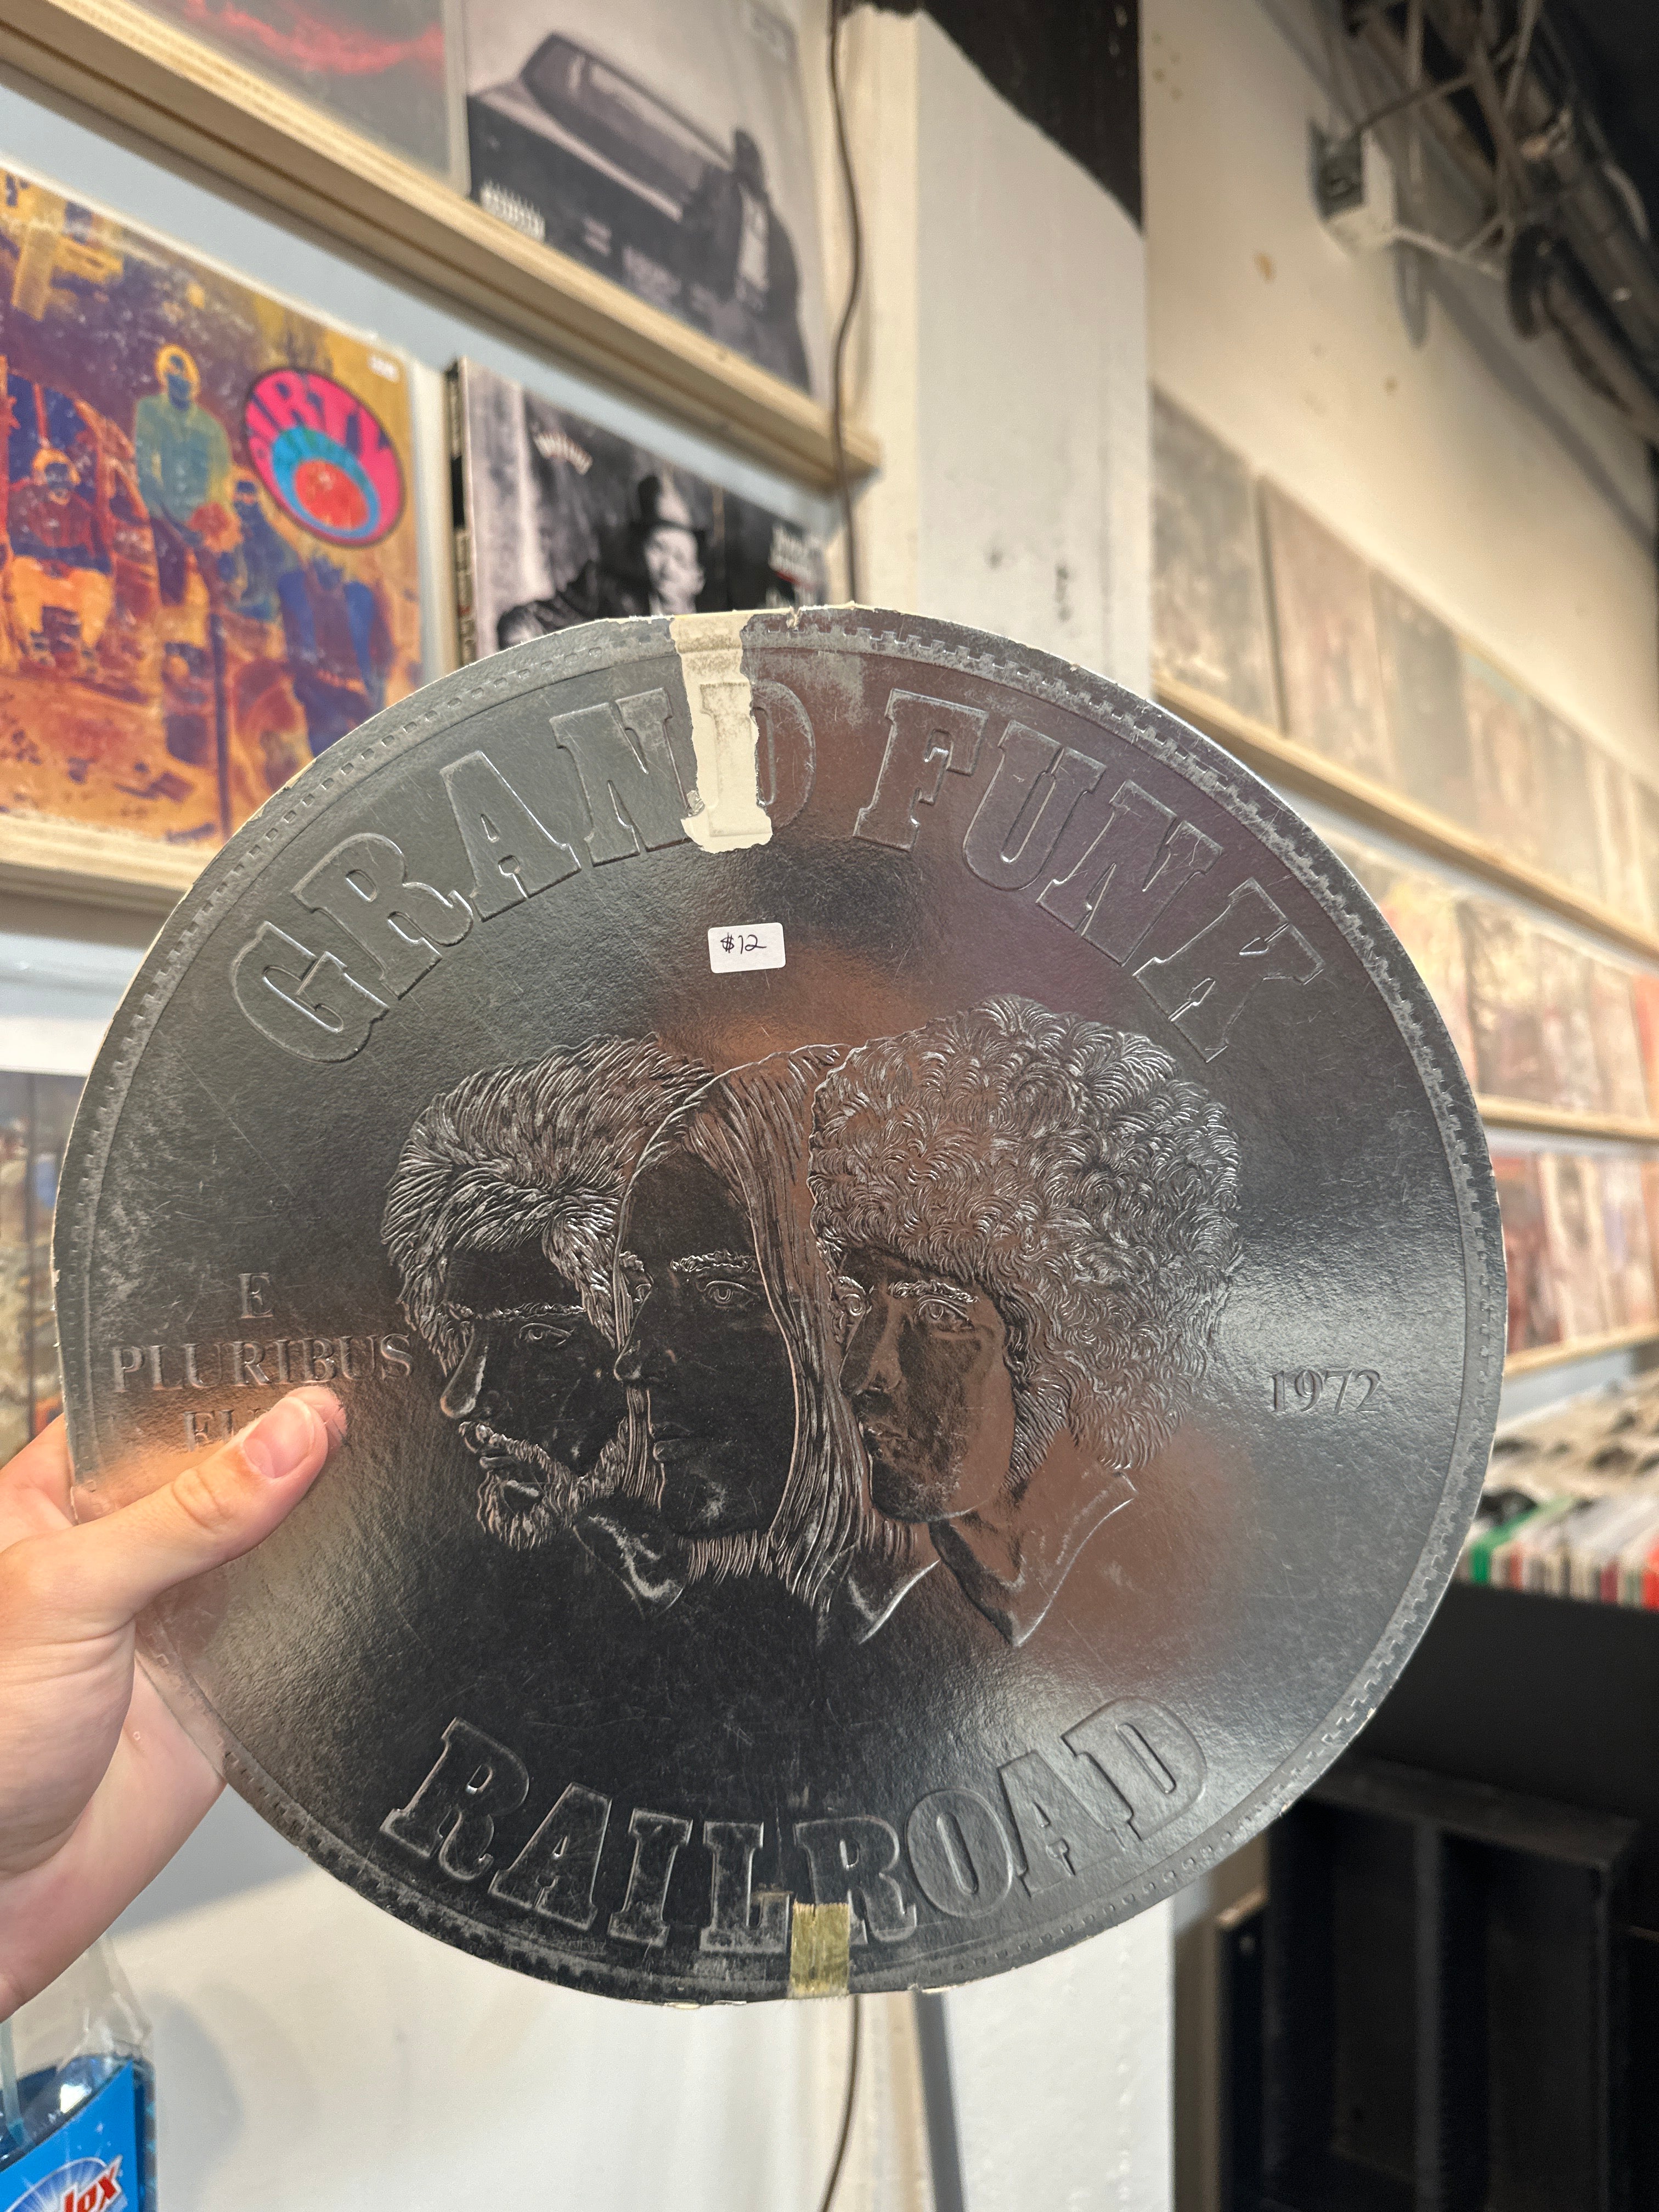 GRAND FUNK
$12
E
PLURIBUS
1972
RAILROAD